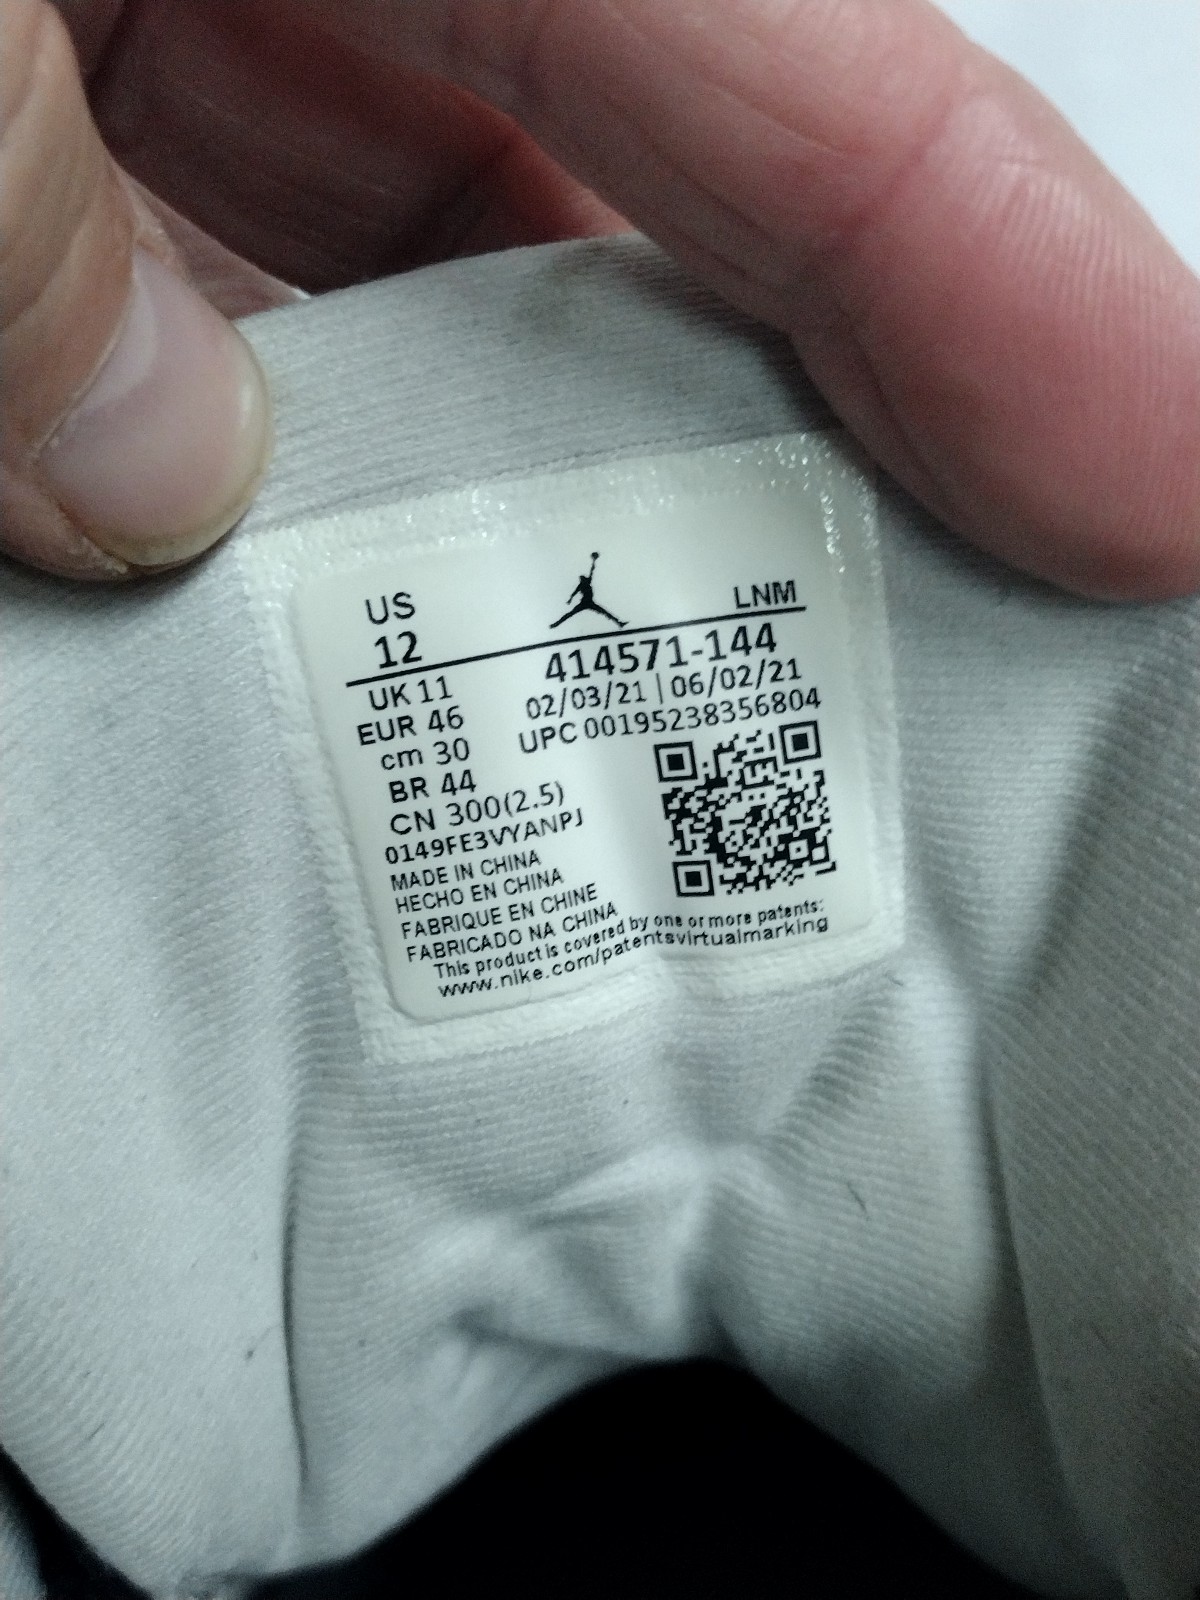 US LNM
12 414571-144
UK 11 02/03/21 | 06/02/21
EUR 46 UPC 00195238356804
cm 30
BR 44
CN 300(2.5)
0149FE3VYANPJ
MADE IN CHINA
HECHO EN CHINA
FABRIQUE EN CHINE
FABRICADO NA CHINA
This product is covered by one or more patents:
www.nike.com/patentsvirtualmarking